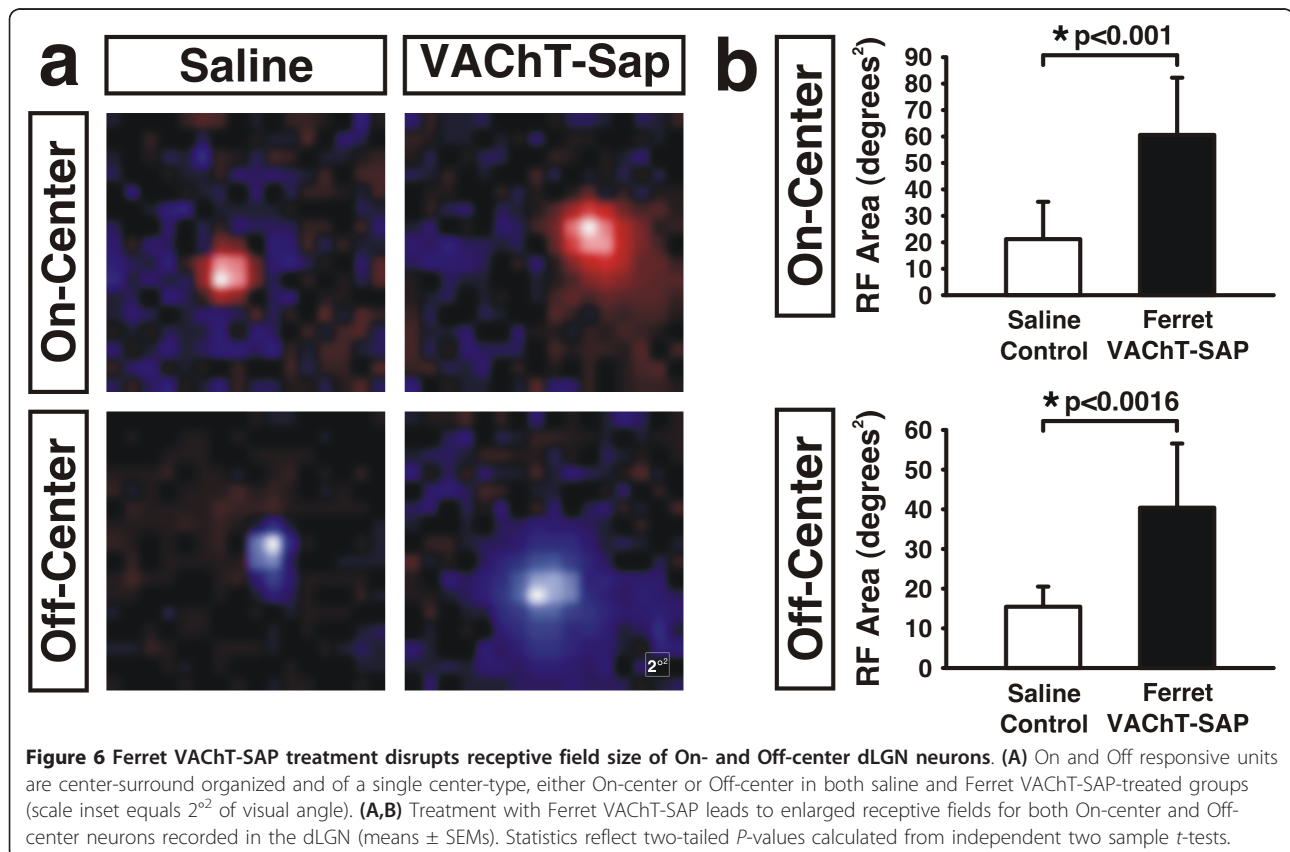 a
Saline
VAChT-Sap
On-Center
Off-Center
2°²
b
On-Center
RF Area (degrees²)
90
80
70
60
50
40
30
20
10
0
* p<0.001
Saline
Control
Ferret
VAChT-SAP
Off-Center
RF Area (degrees²)
60
50
40
30
20
10
0
* p<0.0016
Saline
Control
Ferret
VAChT-SAP
Figure 6 Ferret VAChT-SAP treatment disrupts receptive field size of On- and Off-center dLGN neurons. (A) On and Off responsive units
are center-surround organized and of a single center-type, either On-center or Off-center in both saline and Ferret VAChT-SAP-treated groups
(scale inset equals 2°² of visual angle). (A,B) Treatment with Ferret VAChT-SAP leads to enlarged receptive fields for both On-center and Off-
center neurons recorded in the dLGN (means ± SEMs). Statistics reflect two-tailed P-values calculated from independent two sample t-tests.